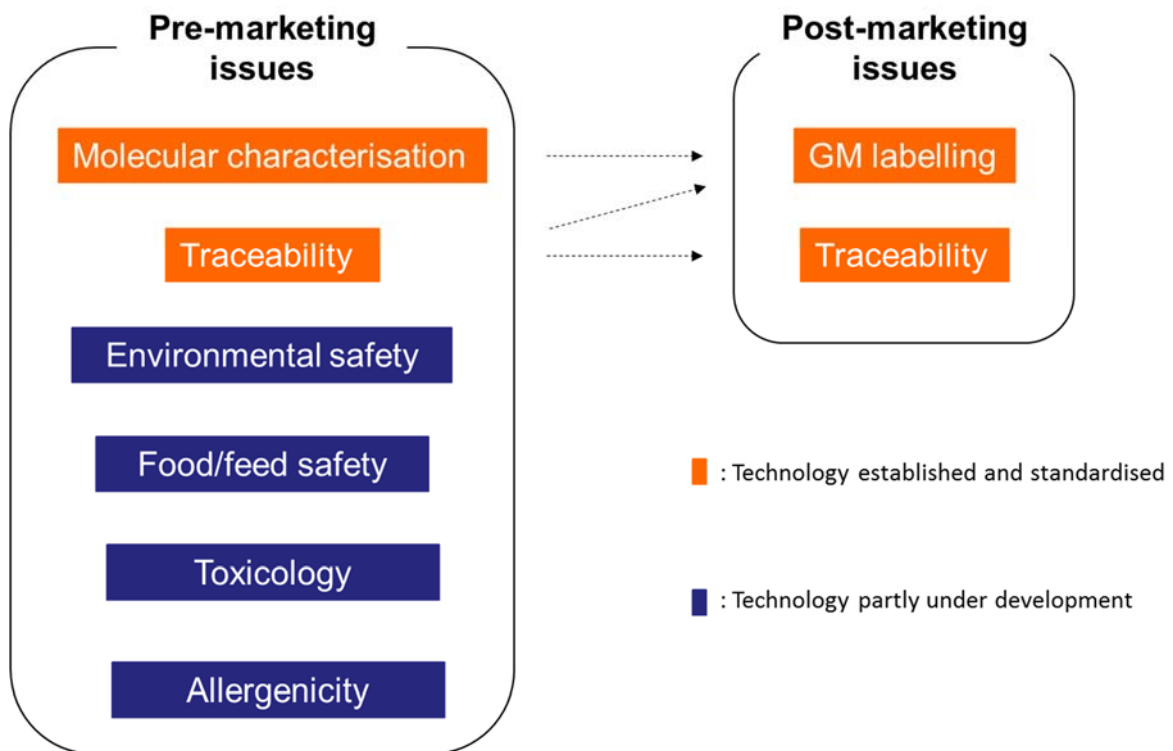 Pre-marketing
issues
Molecular characterisation
Traceability
Environmental safety
Food/feed safety
Toxicology
Allergenicity
Post-marketing
issues
GM labelling
Traceability
: Technology established and standardised
: Technology partly under development